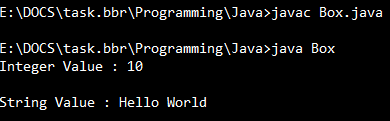 E:\DOCS\task.bbr\Programming\Java>javac Box.java
E:\DOCS\task.bbr\Programming\Java>java Box
Integer Value : 10
String Value : Hello World